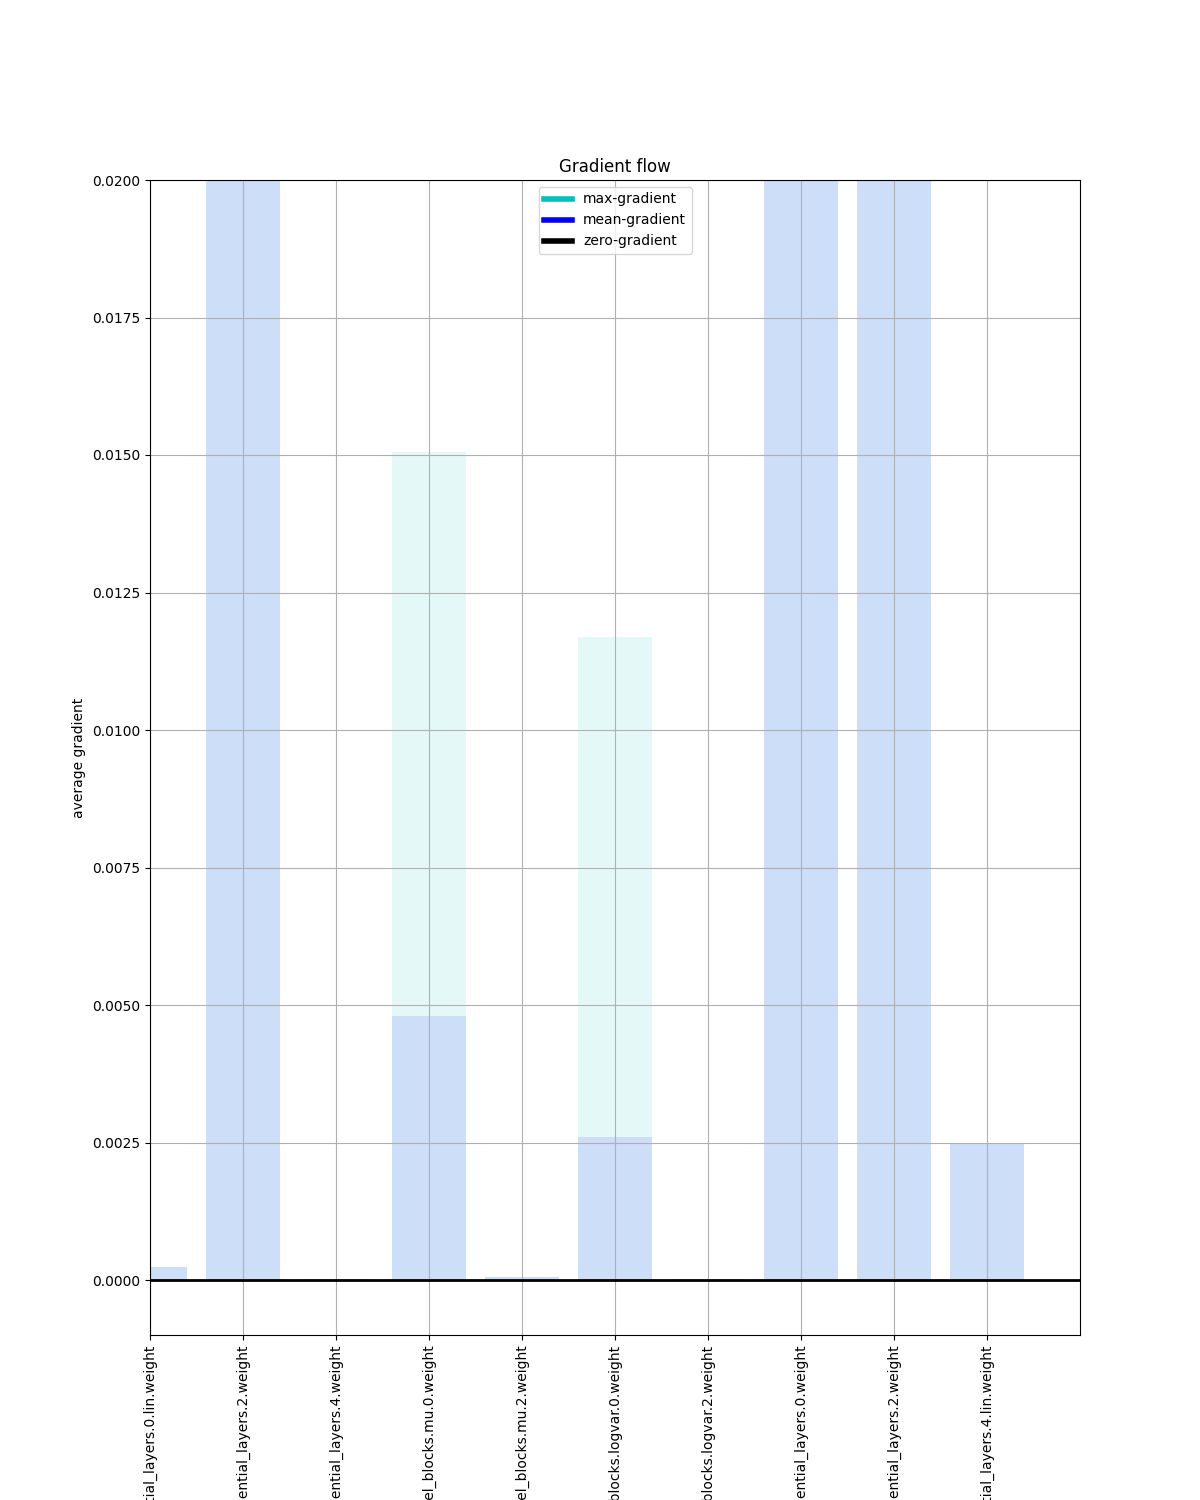 Gradient flow
max-gradient
mean-gradient
zero-gradient
0.0200
0.0175
0.0150
0.0125
0.0100
0.0075
0.0050
0.0025
0.0000
average gradient
tial_layers.0.lin.weight
ential_layers.2.weight
ential_layers.4.weight
el_blocks.mu.0.weight
el_blocks.mu.2.weight
blocks.logvar.0.weight
blocks.logvar.2.weight
ential_layers.0.weight
ential_layers.2.weight
tial_layers.4.lin.weight